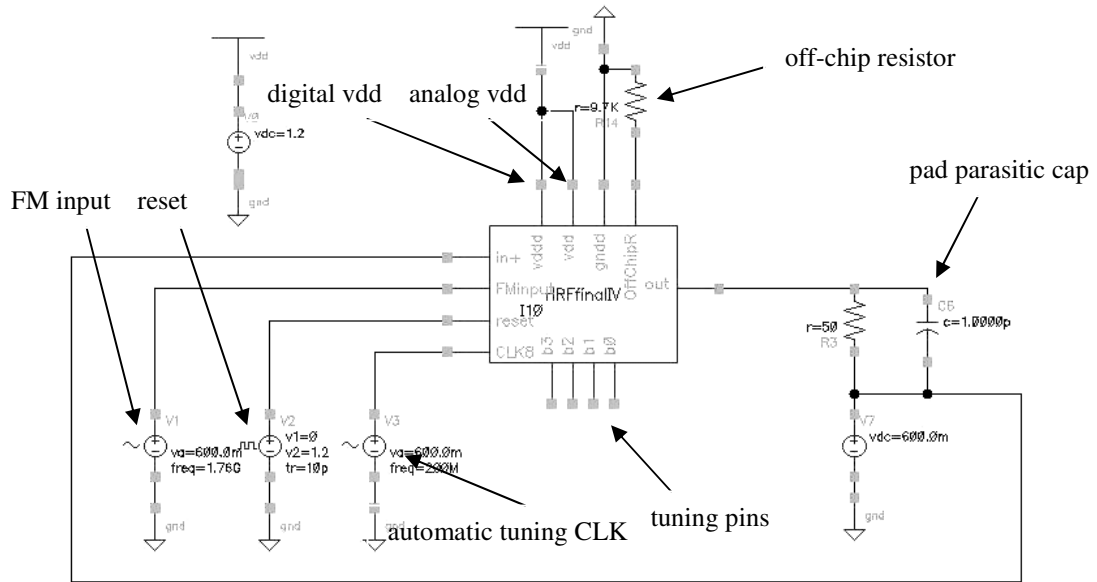 gnd
vdd
vdd
off-chip resistor
digital vdd
analog vdd
r=9.7K
vdc=1.2
gnd
FM input
reset
pad parasitic cap
vddd
vdd
gndd
OffChipR
in+
FMinput
reset
CLK8
HRFfinalIV
I10
out
b3
b2
b1
b0
C6
c=1.0000p
r=50
R3
V1
va=600.0m
freq=1.76G
gnd
V2
v1=0
v2=1.2
tr=10p
gnd
V3
va=600.0m
freq=200M
gnd
V7
vdc=600.0m
gnd
automatic tuning CLK
tuning pins